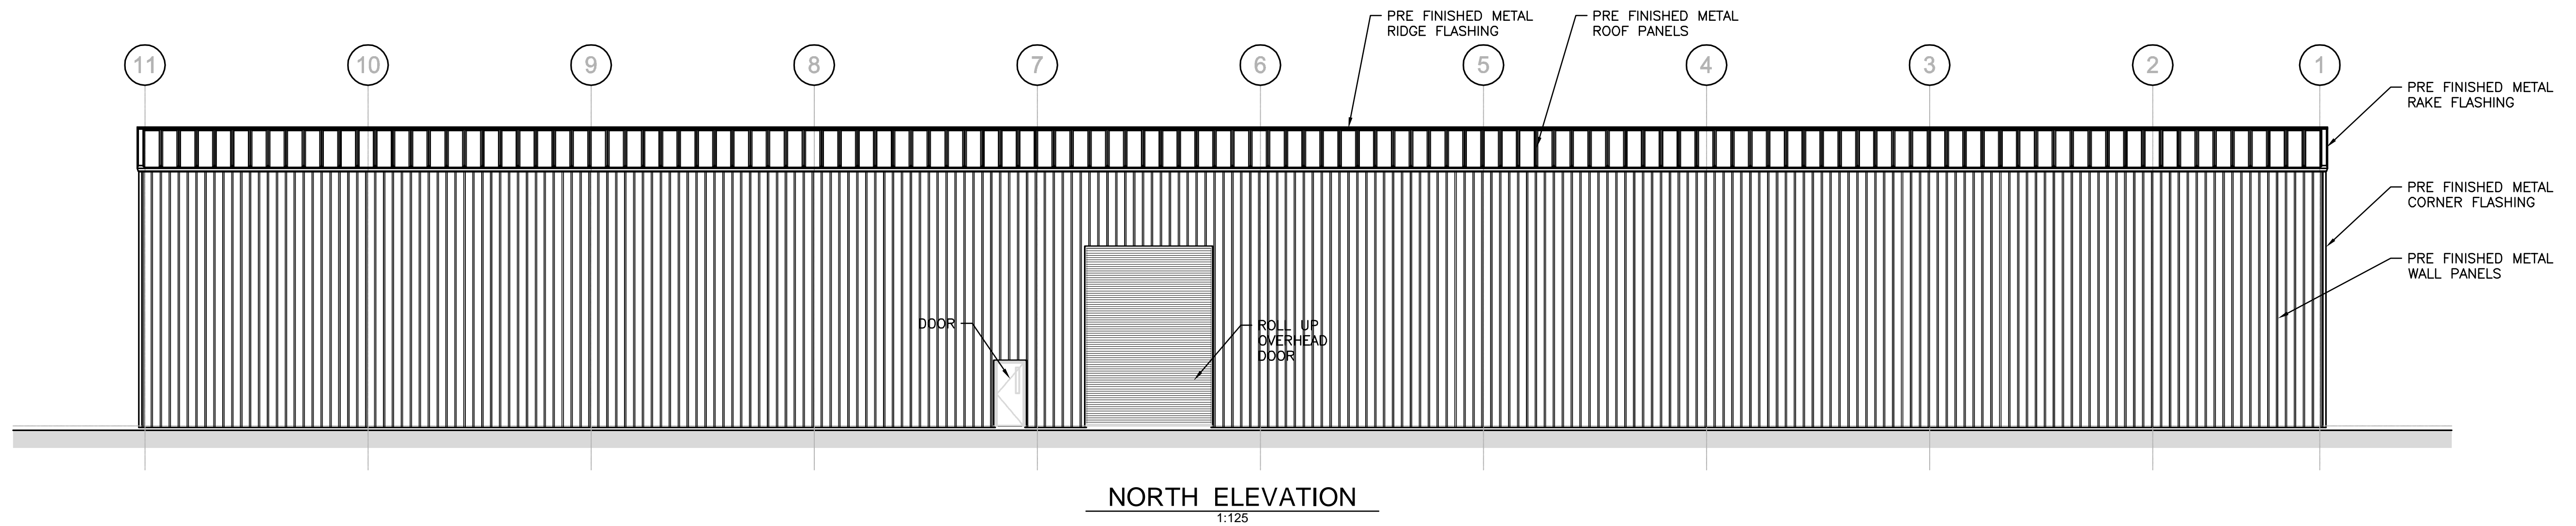 PRE FINISHED METAL
RIDGE FLASHING
PRE FINISHED METAL
ROOF PANELS
11
10
9
8
7
6
5
4
3
2
1
PRE FINISHED METAL
RAKE FLASHING
PRE FINISHED METAL
CORNER FLASHING
PRE FINISHED METAL
WALL PANELS
DOOR
ROLL UP
OVERHEAD
DOOR
NORTH ELEVATION
1:125